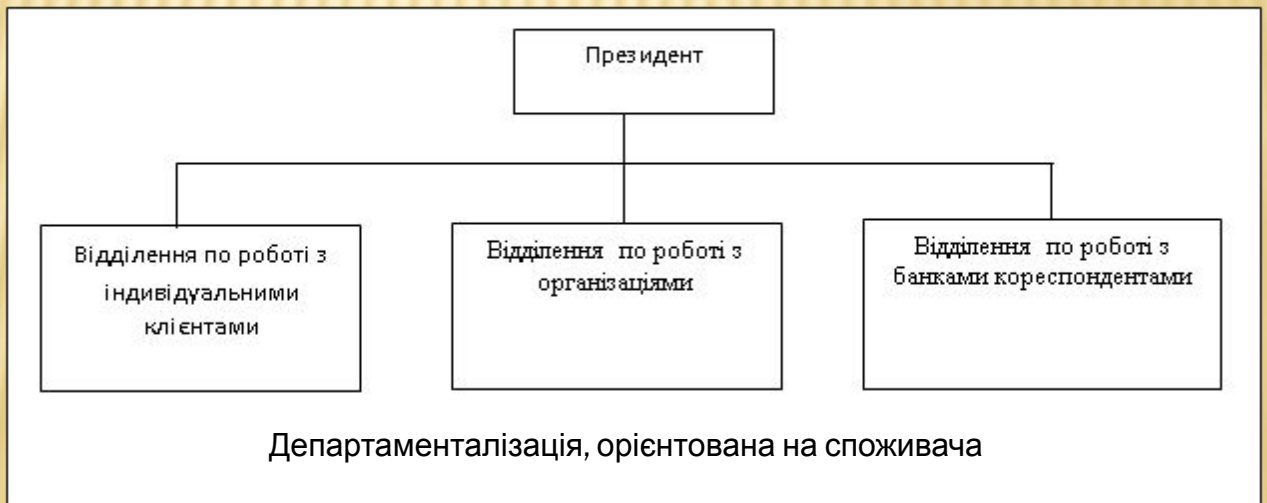 Президент
Відділення по роботі з
індивідуальними
клієнтами
Відділення по роботі з
організаціями
Відділення по роботі з
банками кореспондентами
Департаменталізація, орієнтована на споживача